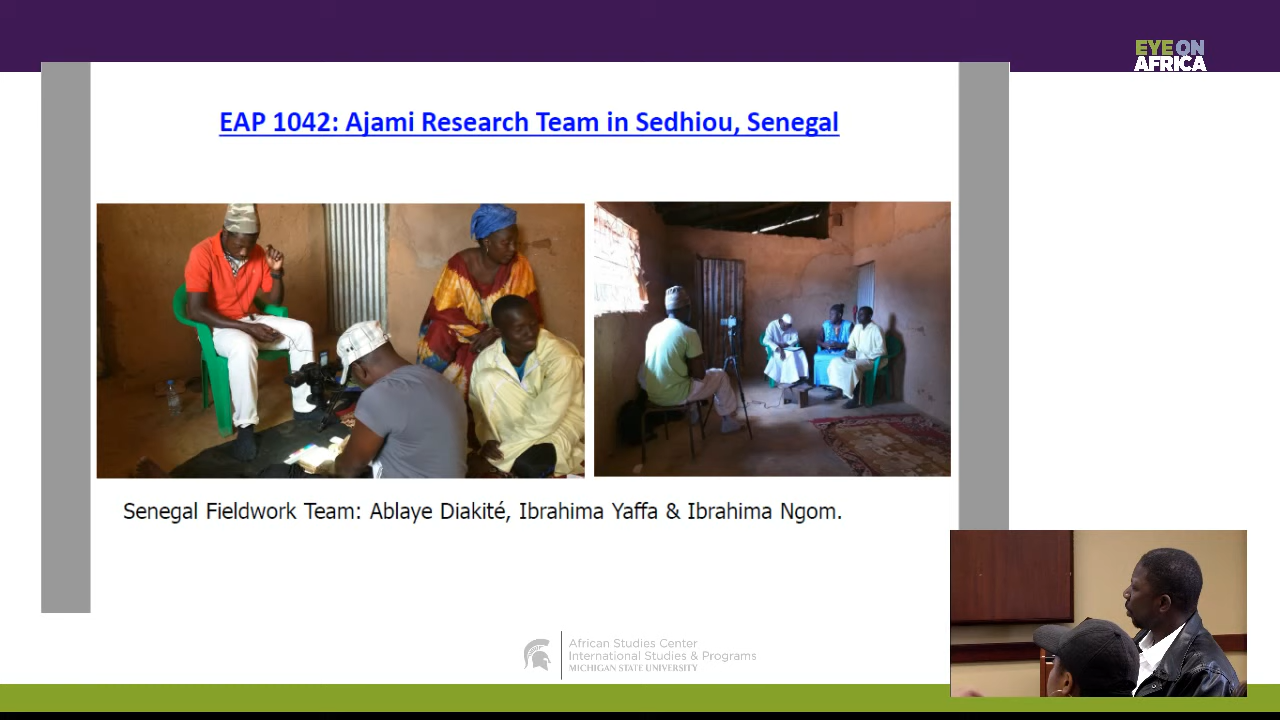 EYE ON
AFRICA
EAP 1042: Ajami Research Team in Sedhiou, Senegal
Senegal Fieldwork Team: Ablaye Diakité, Ibrahima Yaffa & Ibrahima Ngom.
African Studies Center
International Studies & Programs
MICHIGAN STATE UNIVERSITY